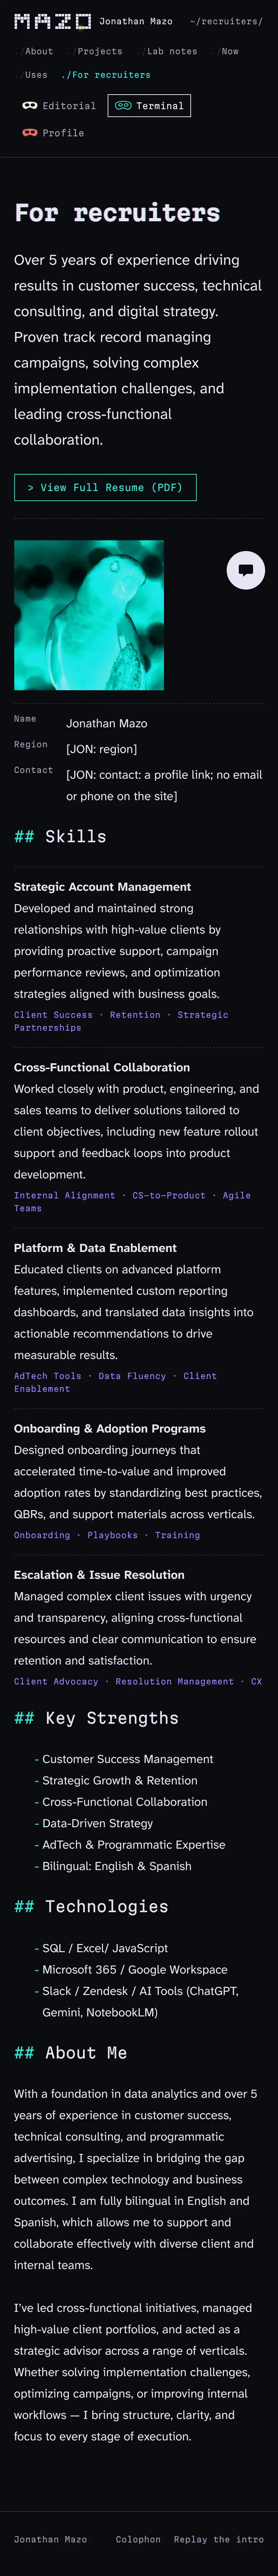 MAZO Jonathan Mazo ~/recruiters/
./About ./Projects ./Lab notes ./Now
./Uses ./For recruiters
Editorial Terminal
Profile
For recruiters
Over 5 years of experience driving
results in customer success, technical
consulting, and digital strategy.
Proven track record managing
campaigns, solving complex
implementation challenges, and
leading cross-functional
collaboration.
> View Full Resume (PDF)
Name Jonathan Mazo
Region [JON: region]
Contact [JON: contact: a profile link; no email
or phone on the site]
## Skills
Strategic Account Management
Developed and maintained strong
relationships with high-value clients by
providing proactive support, campaign
performance reviews, and optimization
strategies aligned with business goals.
Client Success · Retention · Strategic
Partnerships
Cross-Functional Collaboration
Worked closely with product, engineering, and
sales teams to deliver solutions tailored to
client objectives, including new feature rollout
support and feedback loops into product
development.
Internal Alignment · CS-to-Product · Agile
Teams
Platform & Data Enablement
Educated clients on advanced platform
features, implemented custom reporting
dashboards, and translated data insights into
actionable recommendations to drive
measurable results.
AdTech Tools · Data Fluency · Client
Enablement
Onboarding & Adoption Programs
Designed onboarding journeys that
accelerated time-to-value and improved
adoption rates by standardizing best practices,
QBRs, and support materials across verticals.
Onboarding · Playbooks · Training
Escalation & Issue Resolution
Managed complex client issues with urgency
and transparency, aligning cross-functional
resources and clear communication to ensure
retention and satisfaction.
Client Advocacy · Resolution Management · CX
## Key Strengths
- Customer Success Management
- Strategic Growth & Retention
- Cross-Functional Collaboration
- Data-Driven Strategy
- AdTech & Programmatic Expertise
- Bilingual: English & Spanish
## Technologies
- SQL / Excel/ JavaScript
- Microsoft 365 / Google Workspace
- Slack / Zendesk / AI Tools (ChatGPT,
Gemini, NotebookLM)
## About Me
With a foundation in data analytics and over 5
years of experience in customer success,
technical consulting, and programmatic
advertising, I specialize in bridging the gap
between complex technology and business
outcomes. I am fully bilingual in English and
Spanish, which allows me to support and
collaborate effectively with diverse client and
internal teams.
I've led cross-functional initiatives, managed
high-value client portfolios, and acted as a
strategic advisor across a range of verticals.
Whether solving implementation challenges,
optimizing campaigns, or improving internal
workflows — I bring structure, clarity, and
focus to every stage of execution.
Jonathan Mazo Colophon Replay the intro